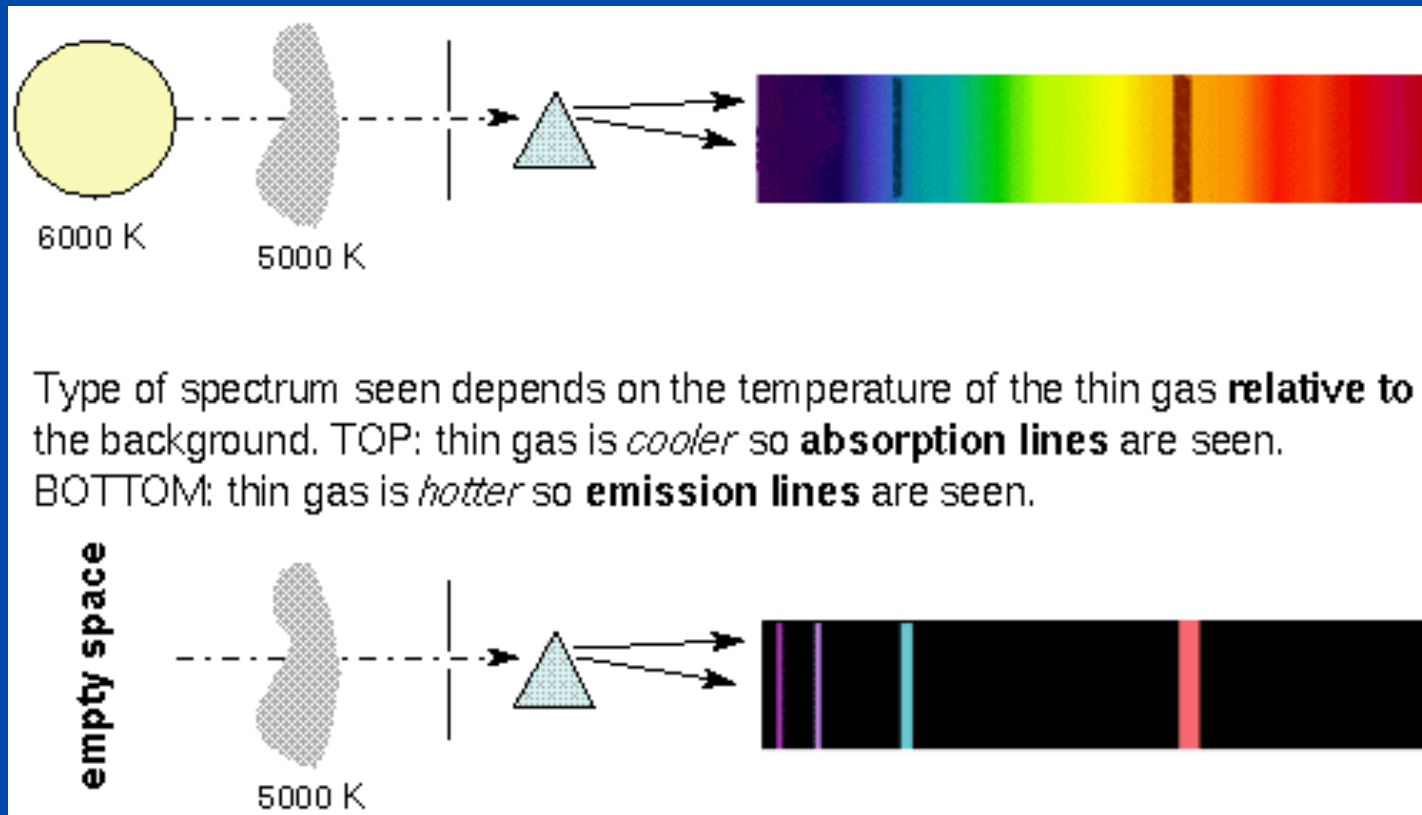 6000 K
5000 K
Type of spectrum seen depends on the temperature of the thin gas relative to
the background. TOP: thin gas is cooler so absorption lines are seen.
BOTTOM: thin gas is hotter so emission lines are seen.
empty space
5000 K